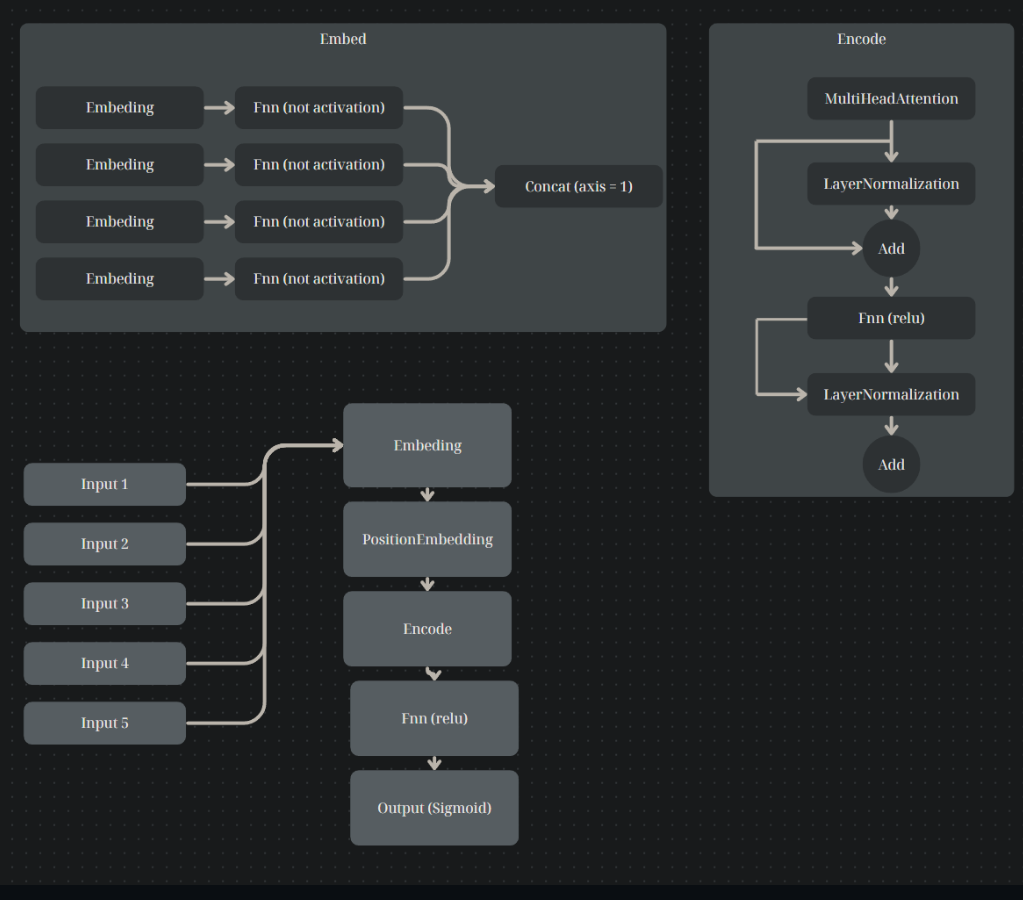 Embed
Embeding
Fnn (not activation)
Embeding
Fnn (not activation)
Embeding
Fnn (not activation)
Embeding
Fnn (not activation)
Concat (axis = 1)
Encode
MultiHeadAttention
LayerNormalization
Add
Fnn (relu)
LayerNormalization
Add
Input 1
Input 2
Input 3
Input 4
Input 5
Embeding
PositionEmbedding
Encode
Fnn (relu)
Output (Sigmoid)